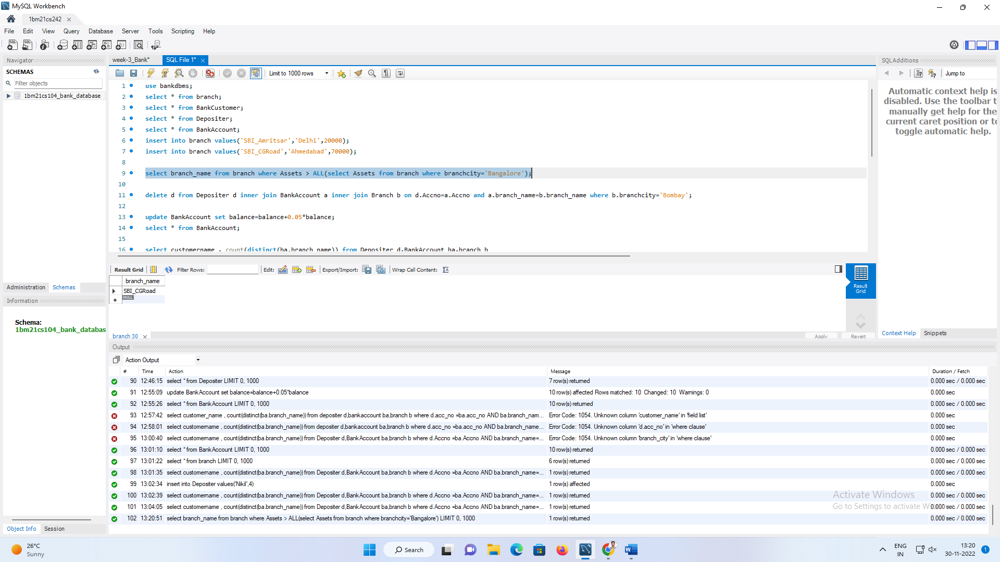 MySQL Workbench
1bm21cs242
File Edit View Query Database Server Tools Scripting Help
Navigator
SCHEMAS
Filter objects
1bm21cs104_bank_database
Administration Schemas
Information
Schema:
1bm21cs104_bank_databas
Object Info Session
week-3_Bank* SQL File 1*
Limit to 1000 rows
1 use bankdbms;
2 select * from branch;
3 select * from BankCustomer;
4 select * from Depositer;
5 select * from BankAccount;
6 insert into branch values('SBI_Amritsar','Delhi',20000);
7 insert into branch values('SBI_CGRoad','Ahmedabad',70000);
8
9 select branch_name from branch where Assets > ALL(select Assets from branch where branchcity='Bangalore');
10
11 delete d from Depositer d inner join BankAccount a inner join Branch b on d.Accno=a.Accno and a.branch_name=b.branch_name where b.branchcity='Bombay';
12
13 update BankAccount set balance=balance+0.05*balance;
14 select * from BankAccount;
15
16 select customername , count(distinct(ba.branch_name)) from Depositer d,BankAccount ba,branch b
Result Grid Filter Rows: Edit: Export/Import: Wrap Cell Content:
branch_name
SBI_CGRoad
NULL
Result
Grid
branch 30 Apply Revert
SQLAdditions
Jump to
Automatic context help is
disabled. Use the toolbar t
manually get help for the
current caret position or to
toggle automatic help.
Context Help Snippets
Output
Action Output
# Time Action Message Duration / Fetch
90 12:46:15 select * from Depositer LIMIT 0, 1000 7 row(s) returned 0.000 sec / 0.000 sec
91 12:55:09 update BankAccount set balance=balance+0.05*balance 10 row(s) affected Rows matched: 10 Changed: 10 Warnings: 0 0.000 sec
92 12:55:26 select * from BankAccount LIMIT 0, 1000 10 row(s) returned 0.000 sec / 0.000 sec
93 12:57:42 select customer_name , count(distinct(ba.branch_name)) from depositer d,bankaccount ba,branch b where d.acc_no =ba.acc_no AND ba.branch_nam... Error Code: 1054. Unknown column 'customer_name' in 'field list' 0.000 sec
94 12:58:01 select customername , count(distinct(ba.branch_name)) from depositer d,bankaccount ba,branch b where d.acc_no =ba.acc_no AND ba.branch_name... Error Code: 1054. Unknown column 'd.acc_no' in 'where clause' 0.000 sec
95 13:00:40 select customername , count(distinct(ba.branch_name)) from Depositer d,BankAccount ba,branch b where d.Accno =ba.Accno AND ba.branch_name=... Error Code: 1054. Unknown column 'branch_city' in 'where clause' 0.000 sec
96 13:01:10 select * from BankAccount LIMIT 0, 1000 10 row(s) returned 0.000 sec / 0.000 sec
97 13:01:22 select * from branch LIMIT 0, 1000 6 row(s) returned 0.000 sec / 0.000 sec
98 13:01:35 select customername , count(distinct(ba.branch_name)) from Depositer d,BankAccount ba,branch b where d.Accno =ba.Accno AND ba.branch_name=... 1 row(s) returned 0.000 sec / 0.000 sec
99 13:02:34 insert into Depositer values('Nikil',4) 1 row(s) affected 0.000 sec
100 13:02:39 select customername , count(distinct(ba.branch_name)) from Depositer d,BankAccount ba,branch b where d.Accno =ba.Accno AND ba.branch_name=... 1 row(s) returned 0.000 sec / 0.000 sec
101 13:04:05 select customername , count(distinct(ba.branch_name)) from Depositer d,BankAccount ba,branch b where d.Accno =ba.Accno AND ba.branch_name=... 1 row(s) returned 0.000 sec / 0.000 sec
102 13:20:51 select branch_name from branch where Assets > ALL(select Assets from branch where branchcity='Bangalore') LIMIT 0, 1000 1 row(s) returned 0.000 sec / 0.000 sec
Activate Windows
Go to Settings to activate Windows.
26°C
Sunny
Search
ENG
IN
13:20
30-11-2022
1